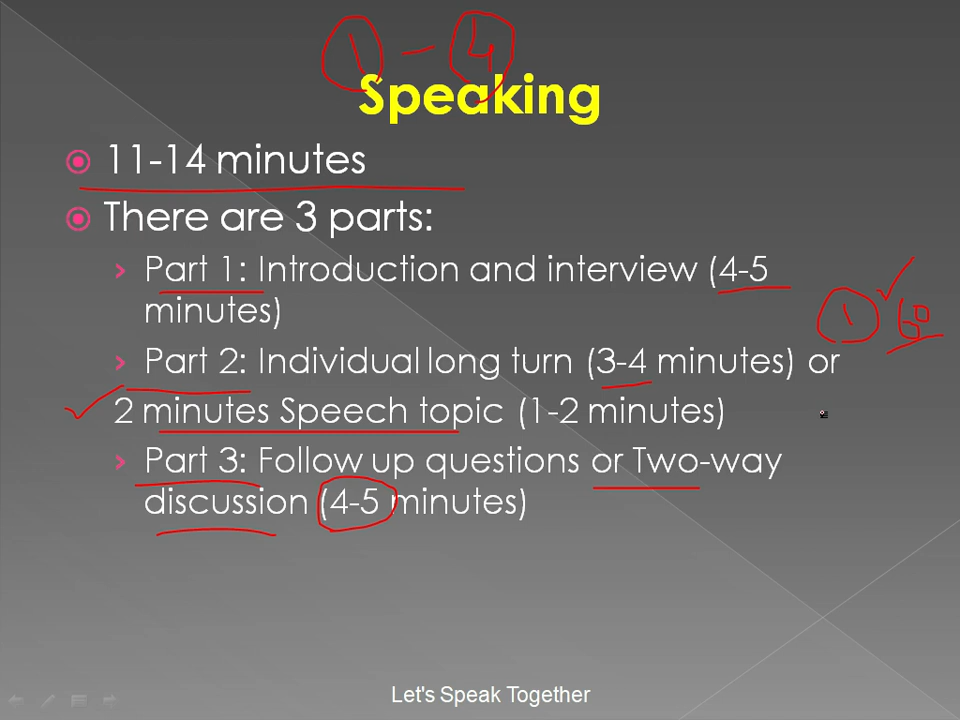 1 - 4
Speaking
11-14 minutes
There are 3 parts:
Part 1: Introduction and interview (4-5
minutes)
1
Part 2: Individual long turn (3-4 minutes) or
2 minutes Speech topic (1-2 minutes)
Part 3: Follow up questions or Two-way
discussion (4-5 minutes)
Let's Speak Together